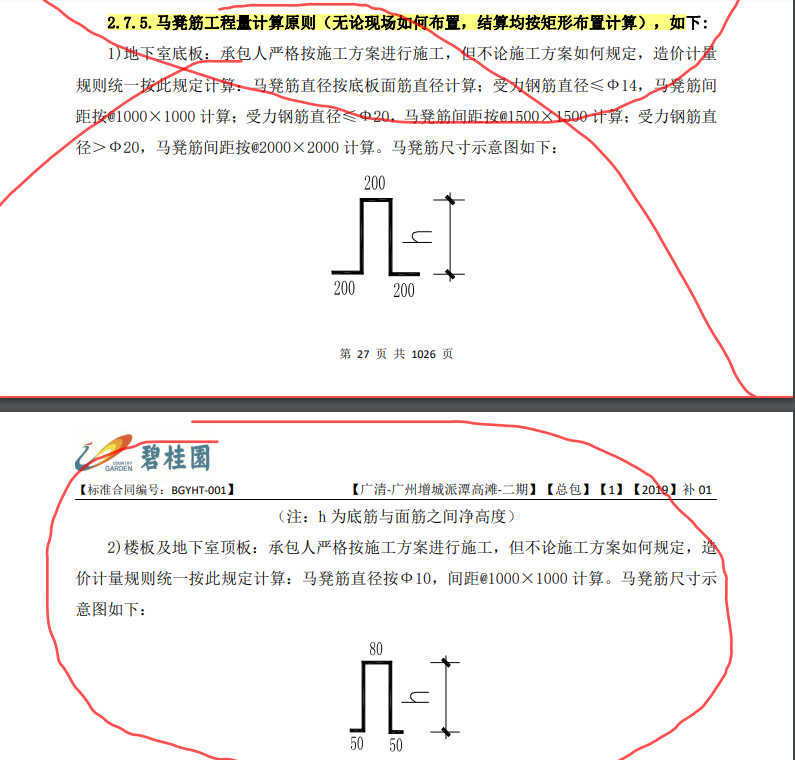 2.7.5.马凳筋工程量计算原则（无论现场如何布置，结算均按矩形布置计算），如下:
1)地下室底板：承包人严格按施工方案进行施工，但不论施工方案如何规定，造价计量
规则统一按此规定计算：马凳筋直径按底板面筋直径计算；受力钢筋直径≤Φ14，马凳筋间
距按@1000×1000 计算；受力钢筋直径≤Φ20，马凳筋间距按@1500×1500 计算；受力钢筋直
径＞Φ20，马凳筋间距按@2000×2000 计算。马凳筋尺寸示意图如下：
200
h
200 200
第 27 页 共 1026 页
COUNTRY GARDEN 碧桂园
【标准合同编号：BGYHT-001】 【广清-广州增城派潭高滩-二期】【总包】【1】【2019】补 01
（注：h 为底筋与面筋之间净高度）
2)楼板及地下室顶板：承包人严格按施工方案进行施工，但不论施工方案如何规定，造
价计量规则统一按此规定计算：马凳筋直径按Φ10，间距@1000×1000 计算。马凳筋尺寸示
意图如下：
80
h
50 50